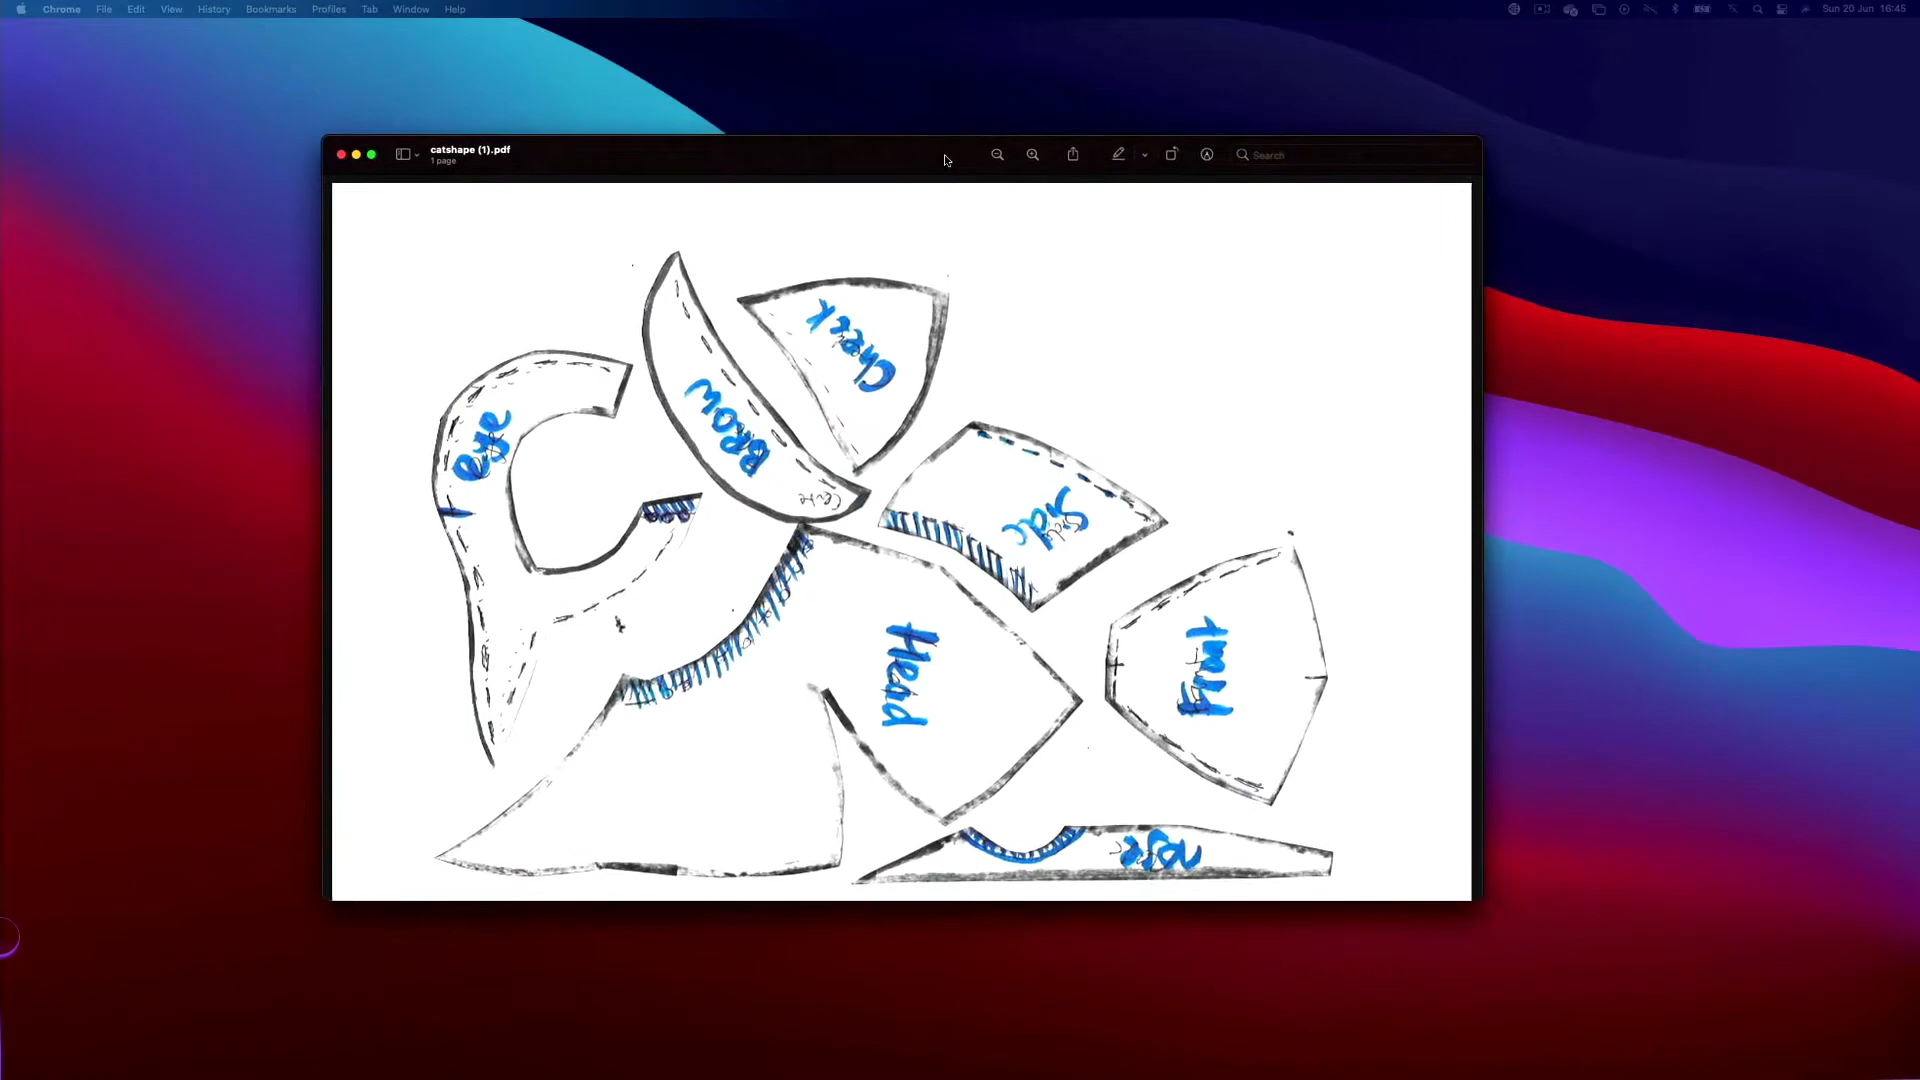 Chrome File Edit View History Bookmarks Profiles Tab Window Help
Sun 20 Jun 16:45
catshape (1).pdf
1 page
Search
Cheek
BROW
eye
Side
Head
Nose